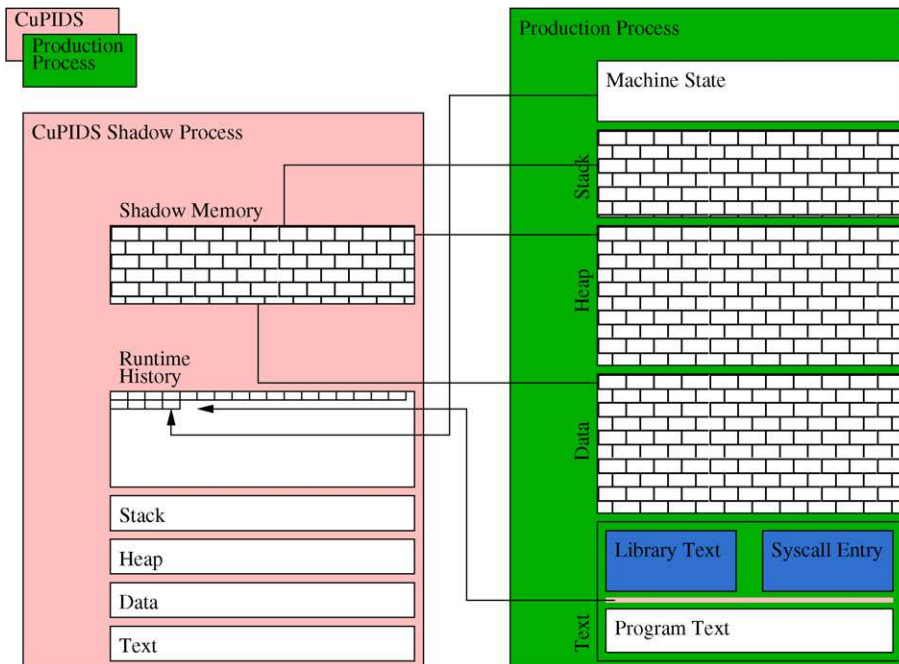 CuPIDS
Production
Process
CuPIDS Shadow Process
Shadow Memory
Runtime
History
Stack
Heap
Data
Text
Production Process
Machine State
Stack
Heap
Data
Text
Library Text
Syscall Entry
Program Text